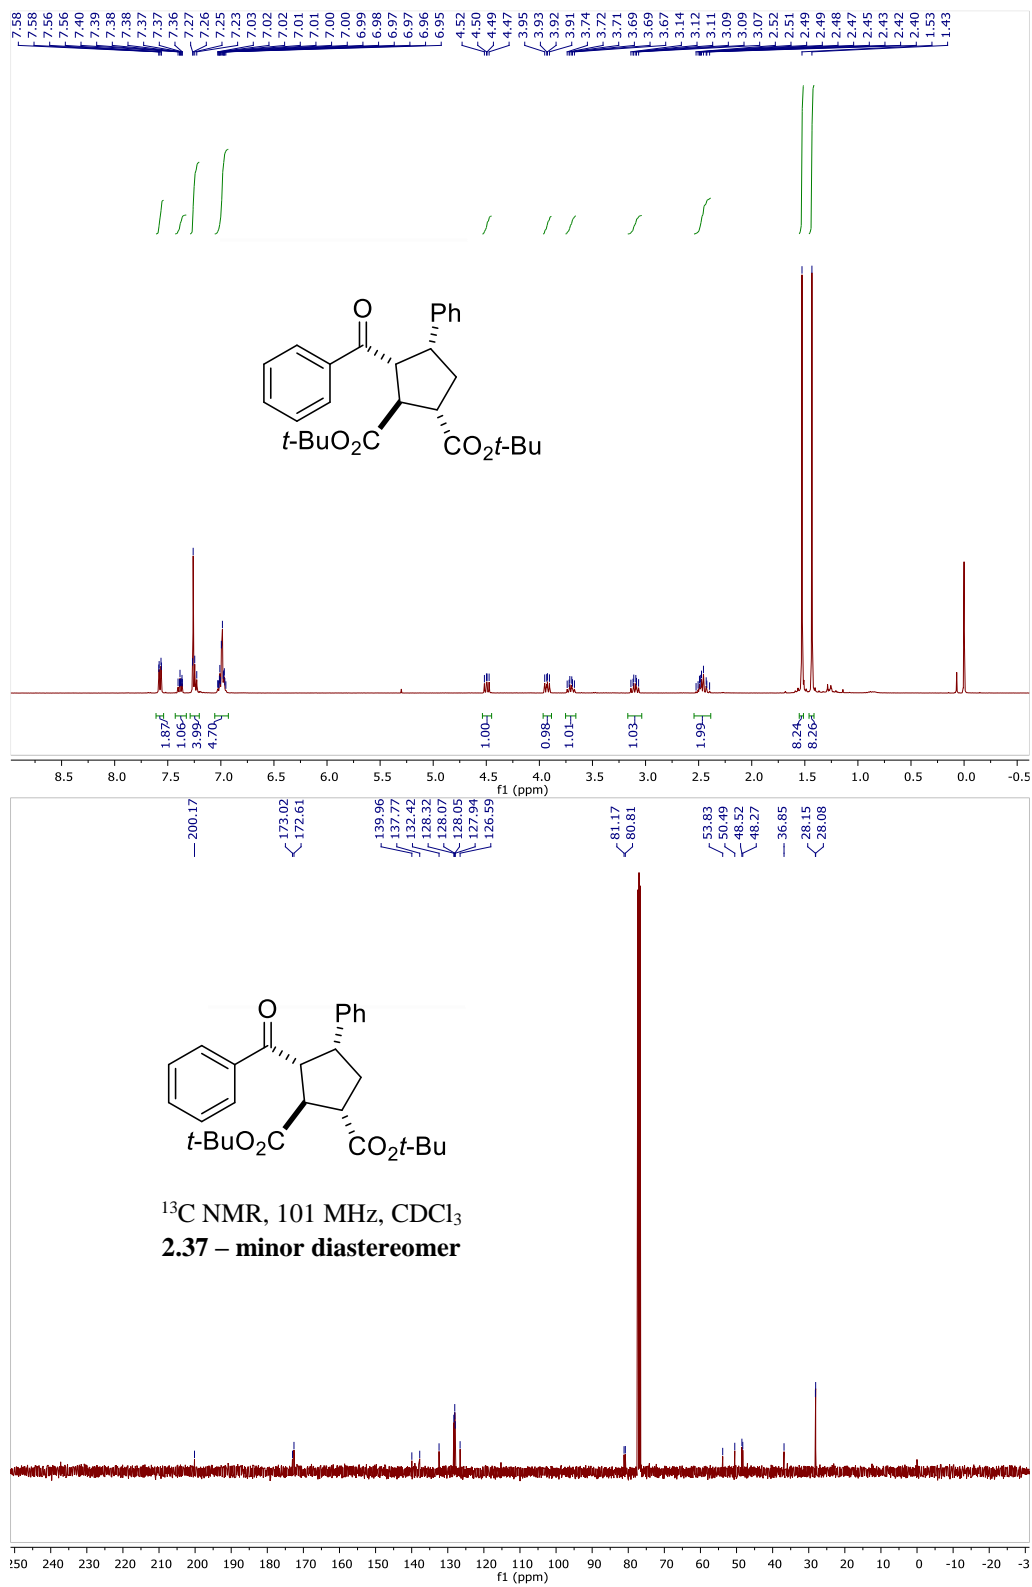 7.58 7.58 7.56 7.56 7.40 7.39 7.38 7.38 7.37 7.37 7.36 7.27 7.26 7.25 7.23 7.03 7.02 7.02 7.01 7.01 7.00 7.00 6.99 6.98 6.97 6.97 6.96 6.95 4.52 4.50 4.49 4.47 3.95 3.93 3.92 3.91 3.74 3.72 3.71 3.69 3.69 3.67 3.14 3.12 3.11 3.09 3.09 3.07 2.52 2.51 2.49 2.49 2.48 2.47 2.45 2.43 2.42 2.40 1.53 1.43
O
Ph
t-BuO2C
CO2t-Bu
1.87 1.06 3.99 4.70 1.00 0.98 1.01 1.03 1.99 8.24 8.26
8.5 8.0 7.5 7.0 6.5 6.0 5.5 5.0 4.5 4.0 3.5 3.0 2.5 2.0 1.5 1.0 0.5 0.0 -0.5
f1 (ppm)
200.17 173.02 172.61 139.96 137.77 132.42 128.32 128.07 128.05 127.94 126.59 81.17 80.81 53.83 50.49 48.52 48.27 36.85 28.15 28.08
O
Ph
t-BuO2C
CO2t-Bu
13C NMR, 101 MHz, CDCl3
2.37 – minor diastereomer
250 240 230 220 210 200 190 180 170 160 150 140 130 120 110 100 90 80 70 60 50 40 30 20 10 0 -10 -20 -3
f1 (ppm)